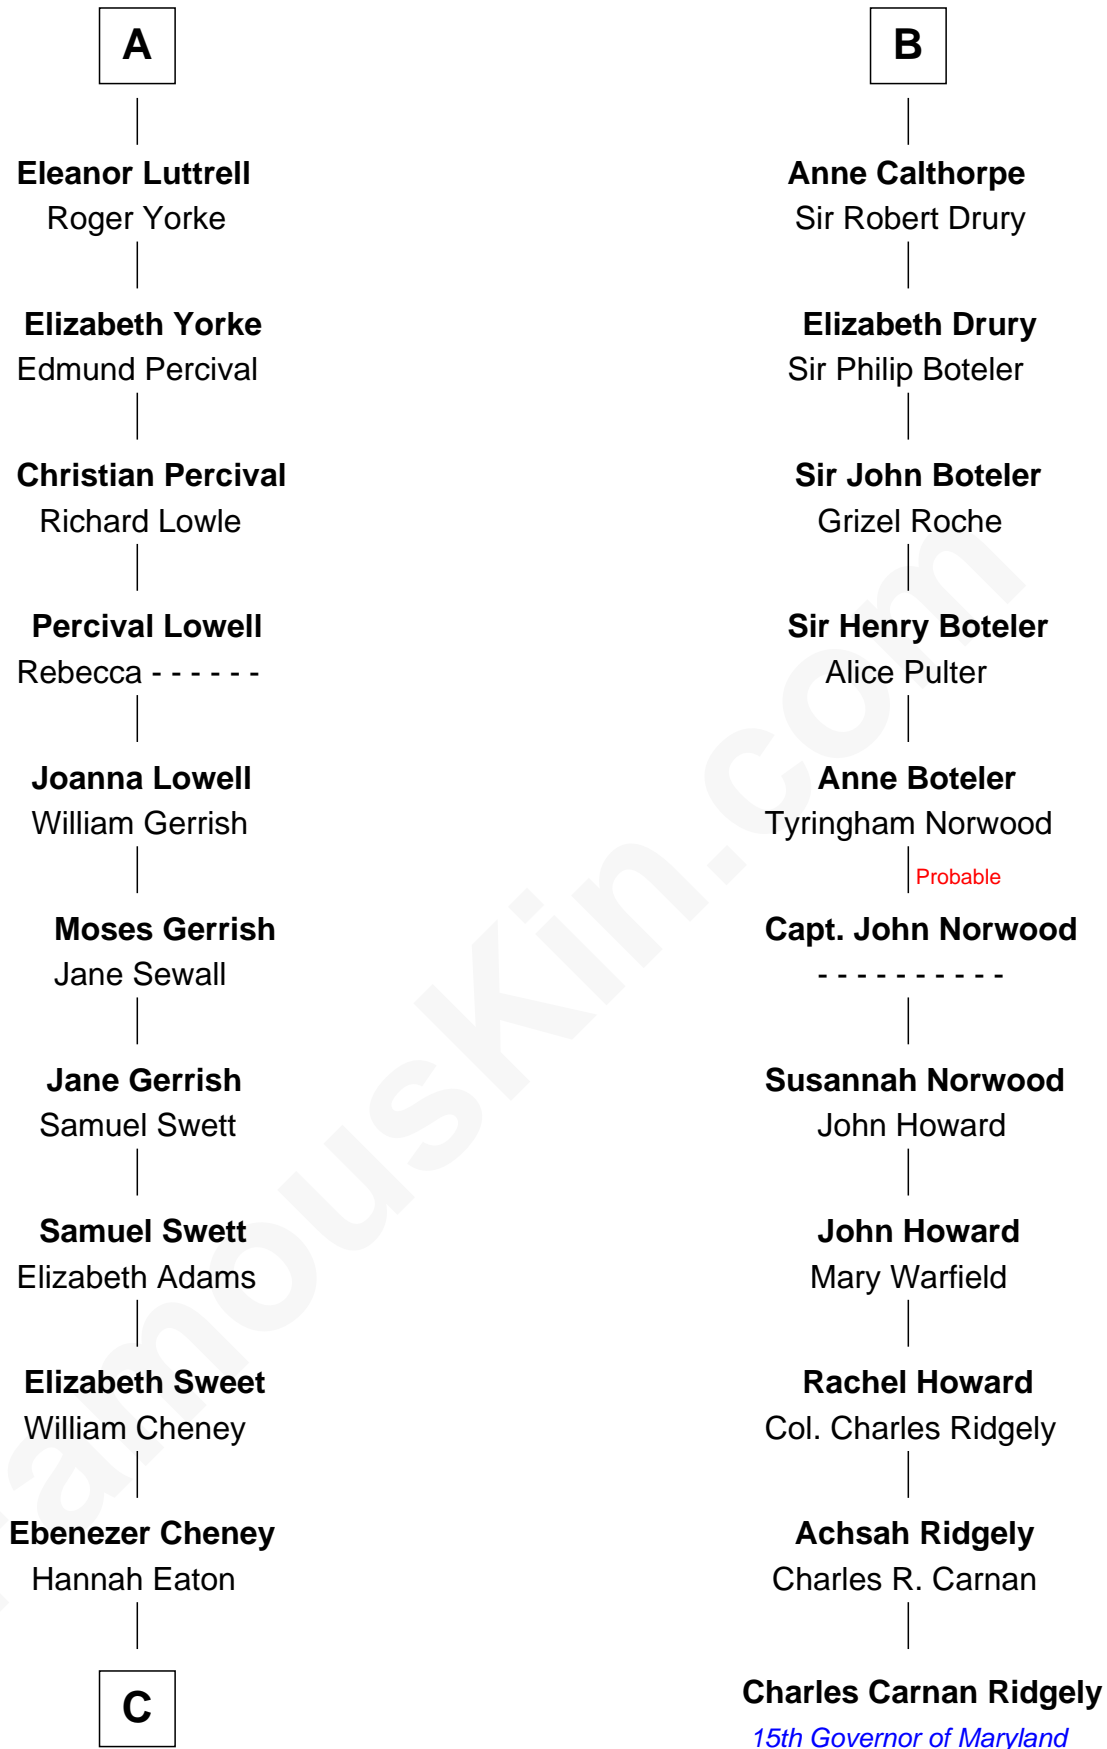 A
Eleanor Luttrell
Roger Yorke
Elizabeth Yorke
Edmund Percival
Christian Percival
Richard Lowle
Percival Lowell
Rebecca - - - - - -
Joanna Lowell
William Gerrish
Moses Gerrish
Jane Sewall
Jane Gerrish
Samuel Swett
Samuel Swett
Elizabeth Adams
Elizabeth Sweet
William Cheney
Ebenezer Cheney
Hannah Eaton
C
B
Anne Calthorpe
Sir Robert Drury
Elizabeth Drury
Sir Philip Boteler
Sir John Boteler
Grizel Roche
Sir Henry Boteler
Alice Pulter
Anne Boteler
Tyringham Norwood
Probable
Capt. John Norwood
- - - - - - - - - -
Susannah Norwood
John Howard
John Howard
Mary Warfield
Rachel Howard
Col. Charles Ridgely
Achsah Ridgely
Charles R. Carnan
Charles Carnan Ridgely
15th Governor of Maryland
FamousKin.com